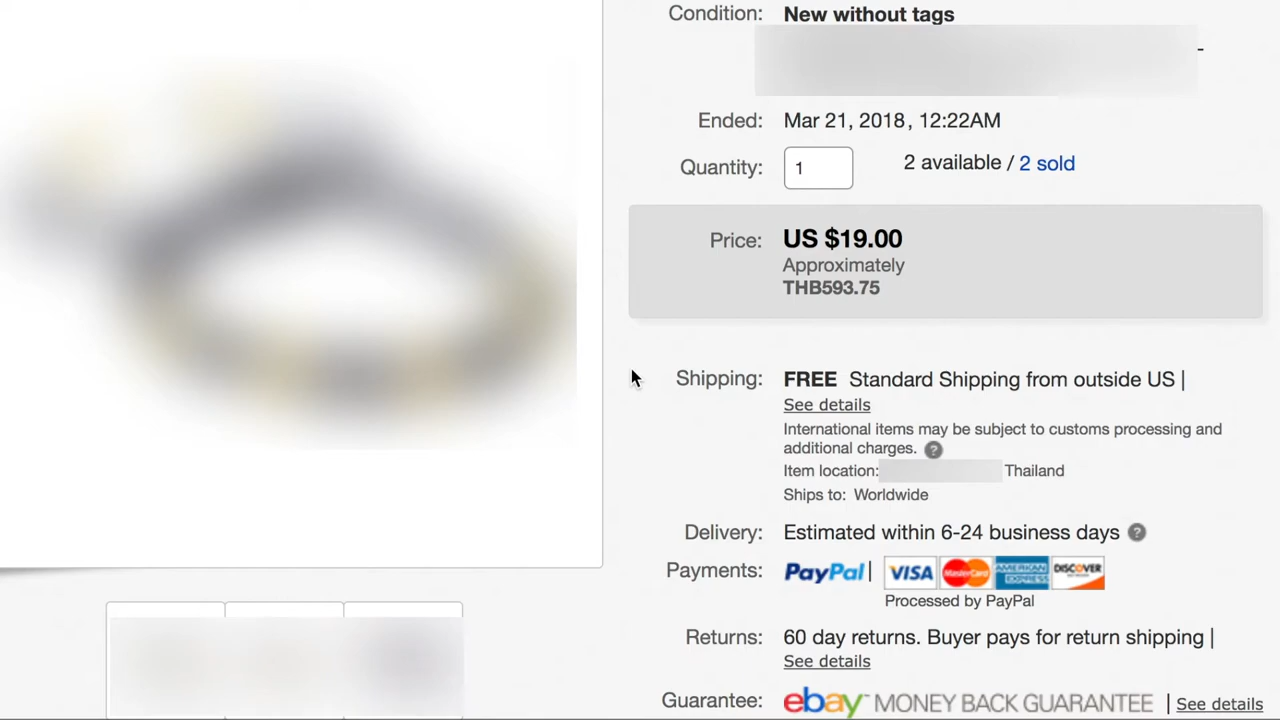 Condition: New without tags
-
Ended: Mar 21, 2018, 12:22AM
Quantity: 1 2 available / 2 sold
Price: US $19.00
Approximately
THB593.75
Shipping: FREE Standard Shipping from outside US |
See details
International items may be subject to customs processing and
additional charges. ?
Item location: Thailand
Ships to: Worldwide
Delivery: Estimated within 6-24 business days ?
Payments: PayPal | VISA MasterCard AMERICAN EXPRESS DISCOVER
Processed by PayPal
Returns: 60 day returns. Buyer pays for return shipping |
See details
Guarantee: ebay™ MONEY BACK GUARANTEE | See details